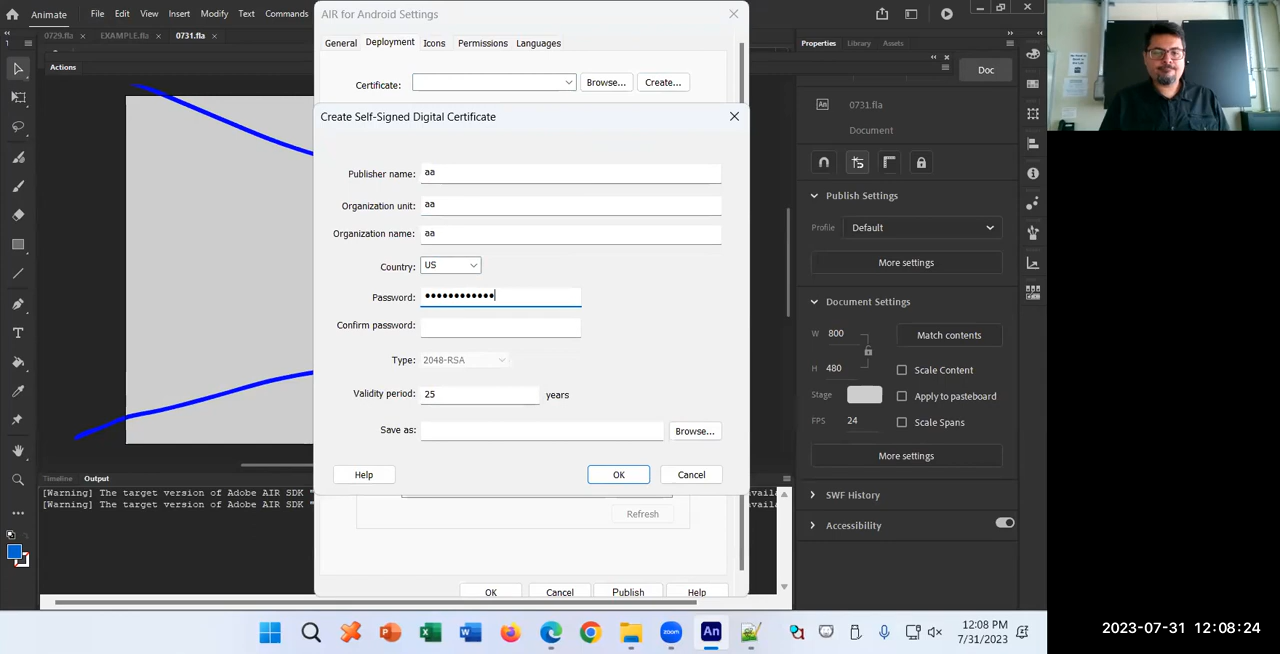 Animate
File
Edit
View
Insert
Modify
Text
Commands
AIR for Android Settings
0729.fla
EXAMPLE.fla
0731.fla
General
Deployment
Icons
Permissions
Languages
Properties
Library
Assets
Actions
Certificate:
Browse...
Create...
Doc
Create Self-Signed Digital Certificate
An
0731.fla
Document
Publisher name:
aa
Organization unit:
aa
Organization name:
aa
Country:
US
Password:
••••••••••••
Confirm password:
Type:
2048-RSA
Validity period:
25
years
Save as:
Browse...
Help
OK
Cancel
Publish Settings
Profile
Default
More settings
Document Settings
W
800
Match contents
H
480
Scale Content
Stage
Apply to pasteboard
FPS
24
Scale Spans
More settings
SWF History
Accessibility
Timeline
Output
[Warning] The target version of Adobe AIR SDK "
[Warning] The target version of Adobe AIR SDK "
Refresh
OK
Cancel
Publish
Help
zoom
An
12:08 PM
7/31/2023
2023-07-31 12:08:24